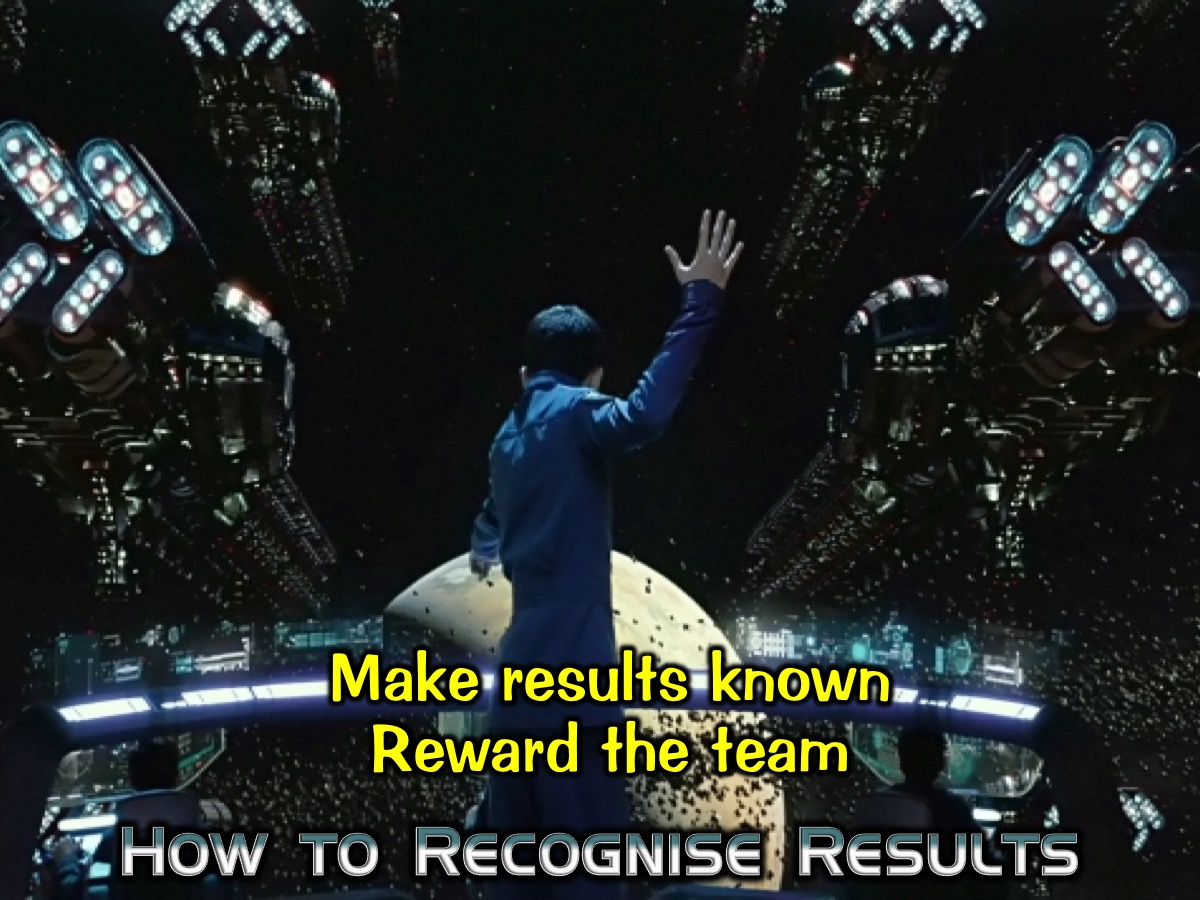 Make results known
Reward the team
How to Recognise Results